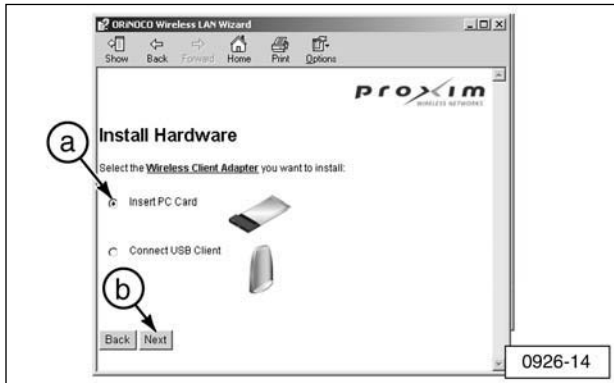 ORiNOCO Wireless LAN Wizard
Show Back Forward Home Print Options
proxim
WIRELESS NETWORKS
Install Hardware
a
Select the Wireless Client Adapter you want to install:
Insert PC Card
Connect USB Client
b
Back Next
0926-14